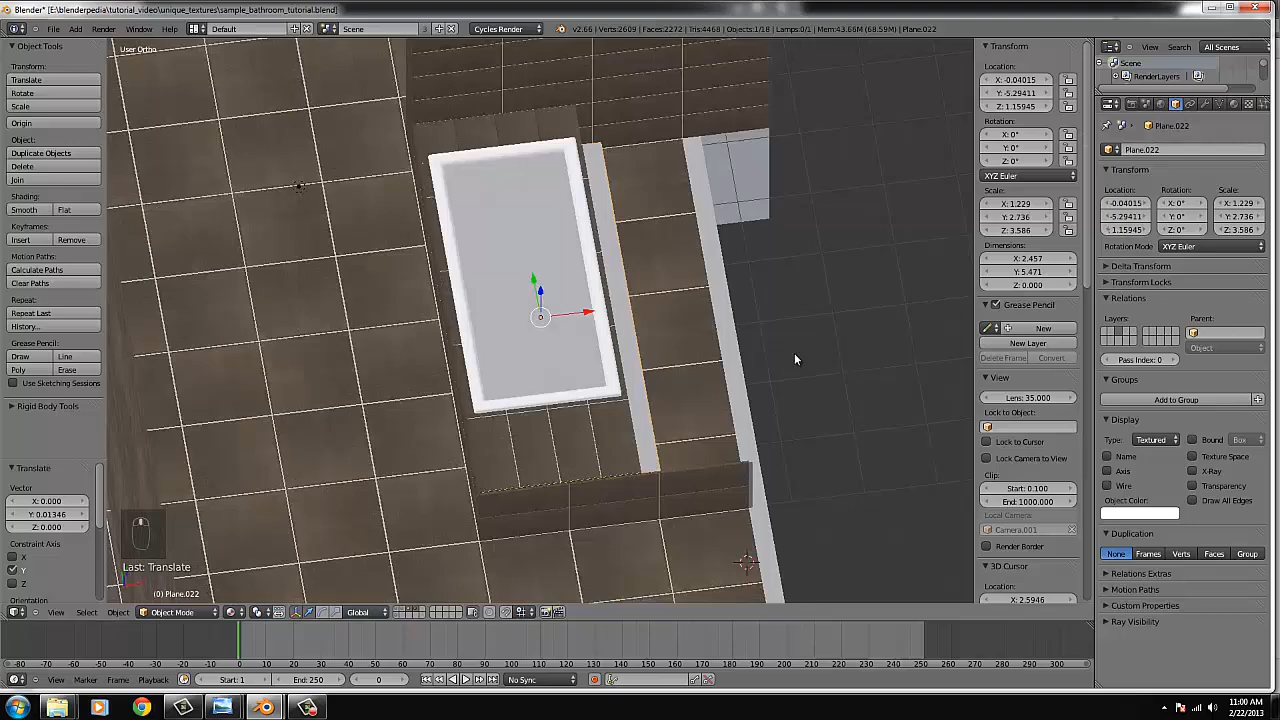 Blender* [E:\blenderpedia\tutorial_video\unique_textures\sample_bathroom_tutorial.blend]
File Add Render Window Help Default Scene 3 Cycles Render v2.66 | Verts:2609 | Faces:2272 | Tris:4468 | Objects:1/18 | Lamps:0/1 | Mem:43.66M (68.59M) | Plane.022
View Search All Scenes
Object Tools
User Ortho
Transform
Scene
RenderLayers
Transform:
Translate
Rotate
Scale
Origin
Object:
Duplicate Objects
Delete
Join
Shading:
Smooth Flat
Keyframes:
Insert Remove
Motion Paths:
Calculate Paths
Clear Paths
Repeat:
Repeat Last
History...
Grease Pencil:
Draw Line
Poly Erase
Use Sketching Sessions
Rigid Body Tools
Translate
Vector
X: 0.000
Y: 0.01346
Z: 0.000
Constraint Axis
X
Y
Z
Orientation
Last: Translate
(0) Plane.022
Location:
X: -0.04015
Y: -5.29411
Z: 1.15945
Rotation:
X: 0°
Y: 0°
Z: 0°
XYZ Euler
Scale:
X: 1.229
Y: 2.736
Z: 3.586
Dimensions:
X: 2.457
Y: 5.471
Z: 0.000
Grease Pencil
New
New Layer
Delete Frame Convert
View
Lens: 35.000
Lock to Object:
Lock to Cursor
Lock Camera to View
Clip:
Start: 0.100
End: 1000.000
Local Camera:
Camera.001
Render Border
3D Cursor
Location:
X: 2.5946
Plane.022
Plane.022
Transform
Location: Rotation: Scale:
-0.04015 X: 0° X: 1.229
-5.29411 Y: 0° Y: 2.736
1.15945 Z: 0° Z: 3.586
Rotation Mode XYZ Euler
Delta Transform
Transform Locks
Relations
Layers: Parent:
Object
Pass Index: 0
Groups
Add to Group
Display
Type: Textured Bound Box
Name Texture Space
Axis X-Ray
Wire Transparency
Object Color: Draw All Edges
Duplication
None Frames Verts Faces Group
Relations Extras
Motion Paths
Custom Properties
Ray Visibility
View Select Object Object Mode Global
-80 -70 -60 -50 -40 -30 -20 -10 0 10 20 30 40 50 60 70 80 90 100 110 120 130 140 150 160 170 180 190 200 210 220 230 240 250 260 270 280 290 300
View Marker Frame Playback Start: 1 End: 250 0 No Sync
11:00 AM
2/22/2013